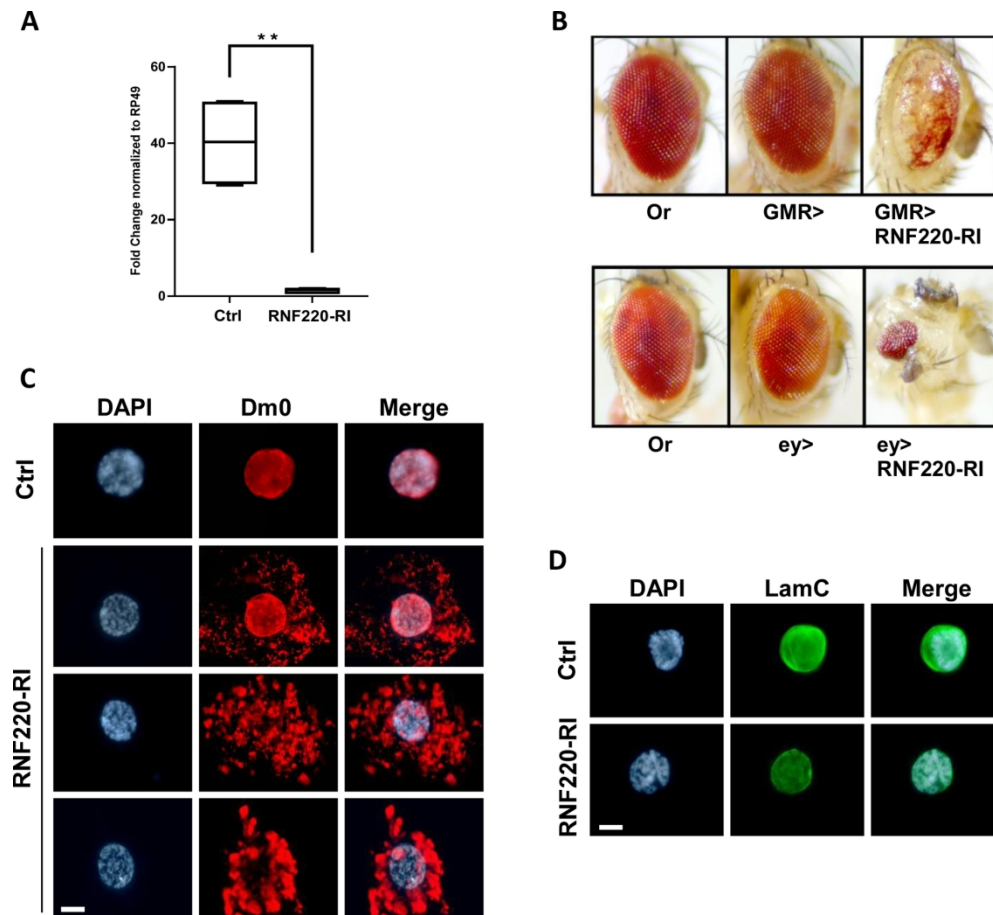 A
**
60
40
20
0
Fold Change normalized to RP49
Ctrl
RNF220-RI
B
Or
GMR>
GMR>
RNF220-RI
Or
ey>
ey>
RNF220-RI
C
DAPI
Dm0
Merge
Ctrl
RNF220-RI
D
DAPI
LamC
Merge
Ctrl
RNF220-RI